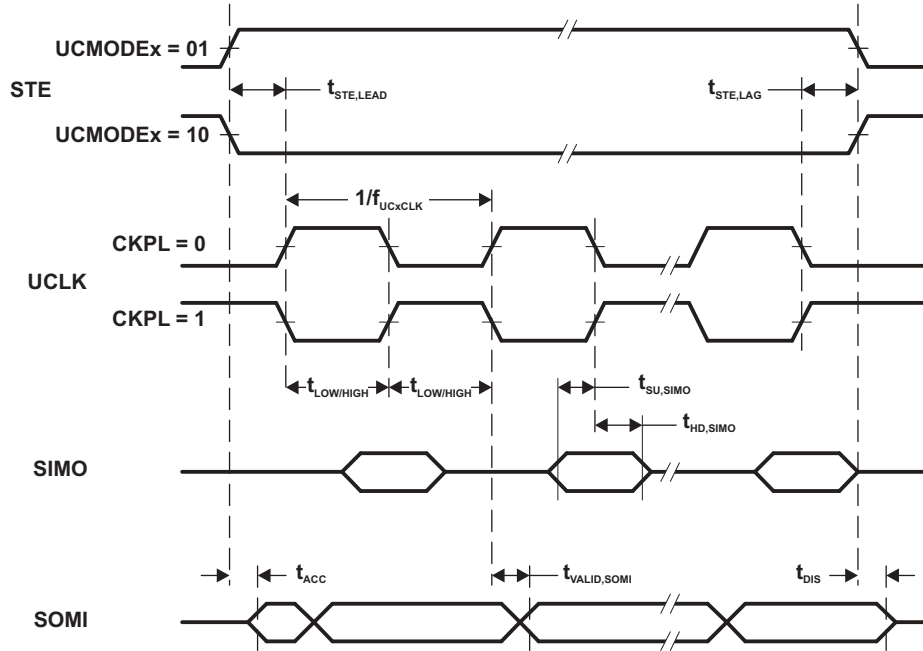 UCMODEx = 01
STE
tSTE,LEAD
tSTE,LAG
UCMODEx = 10
1/fUCxCLK
CKPL = 0
UCLK
CKPL = 1
tLOW/HIGH
tLOW/HIGH
tSU,SIMO
tHD,SIMO
SIMO
tACC
tVALID,SOMI
tDIS
SOMI